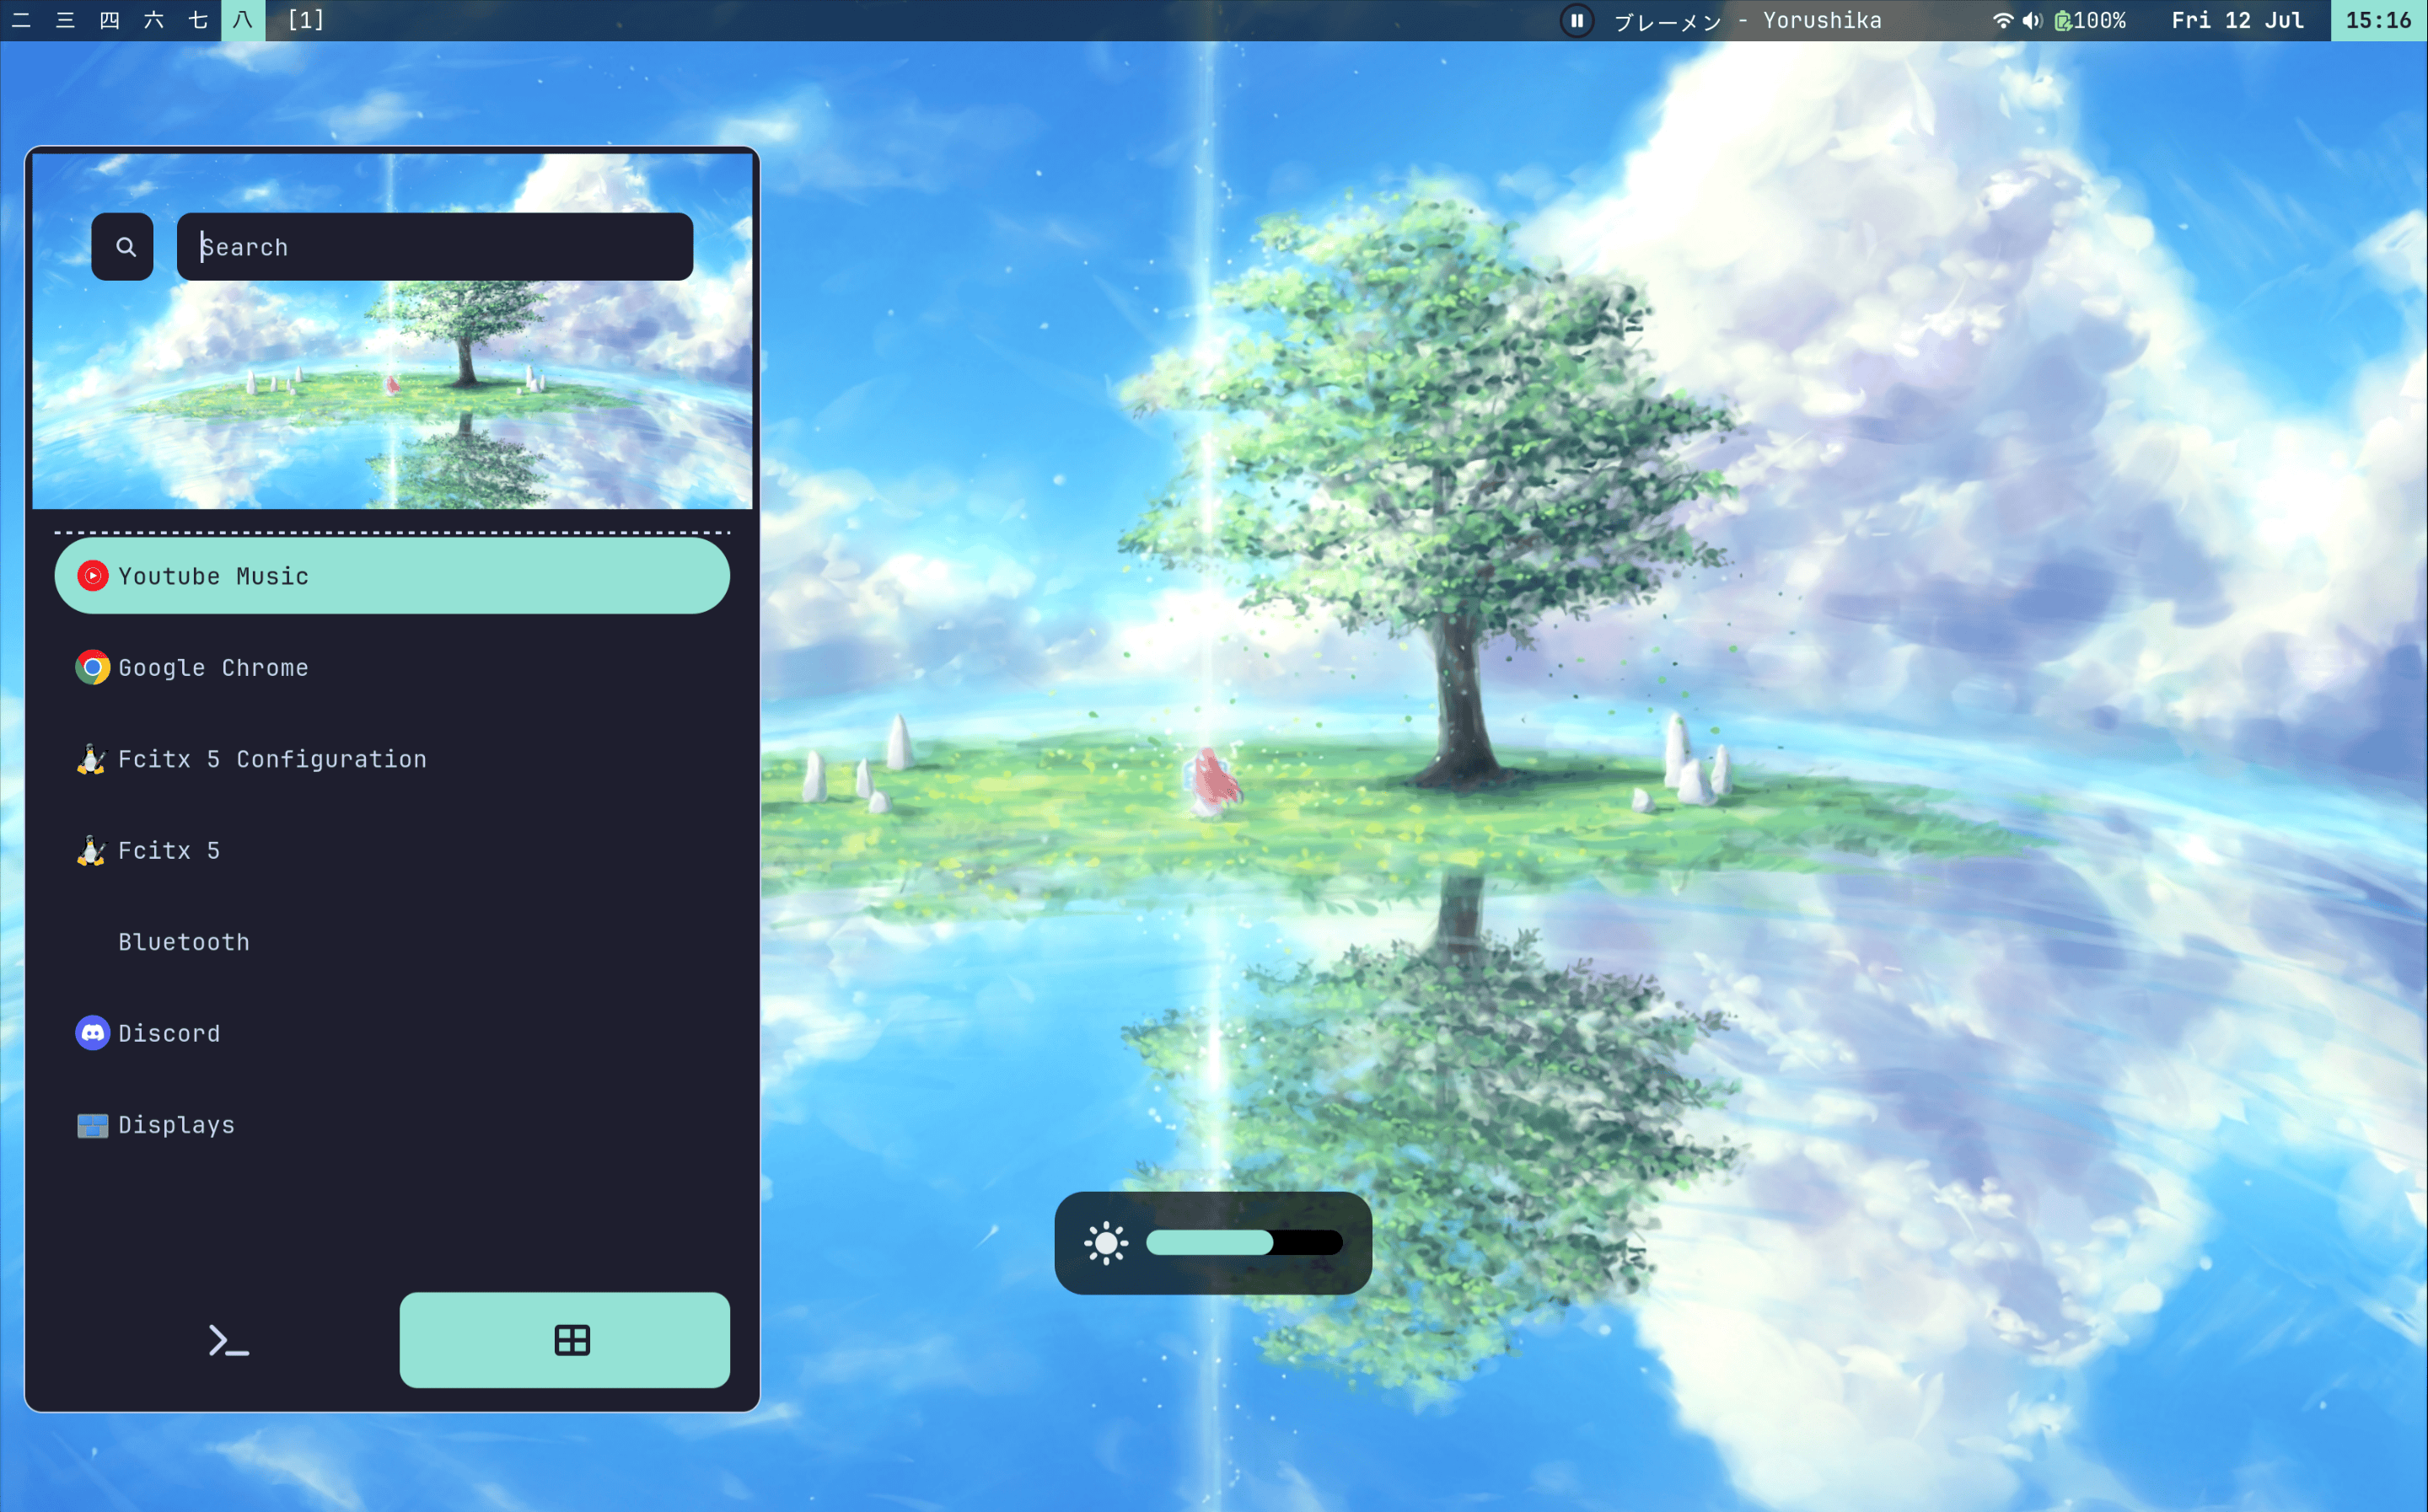 二 三 四 六 七 八 [1] ブレーメン - Yorushika 100% Fri 12 Jul 15:16
Search
Youtube Music
Google Chrome
Fcitx 5 Configuration
Fcitx 5
Bluetooth
Discord
Displays